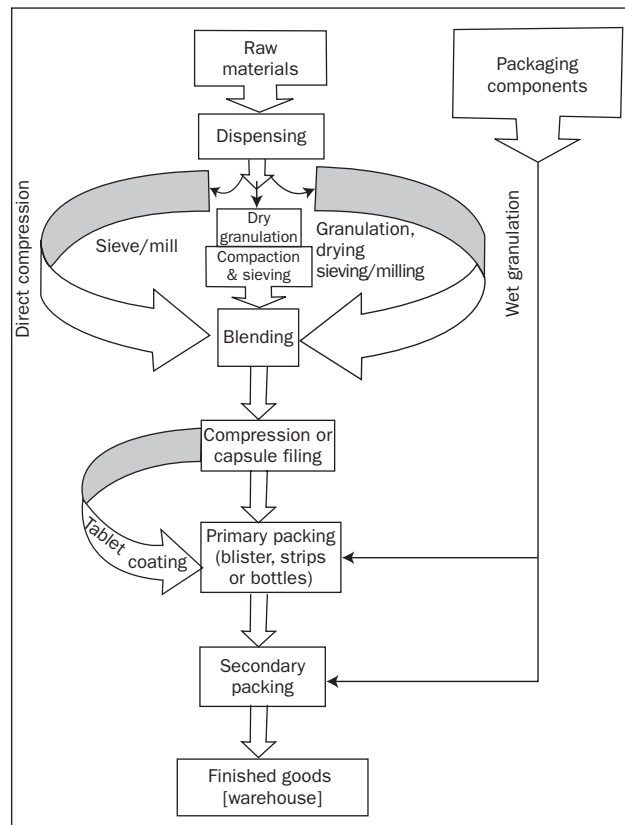 Raw
materials
Packaging
components
Dispensing
Direct compression
Sieve/mill
Dry
granulation
Compaction
& sieving
Granulation,
drying
sieving/milling
Wet granulation
Blending
Compression or
capsule filing
Tablet coating
Primary packing
(blister, strips
or bottles)
Secondary
packing
Finished goods
[warehouse]